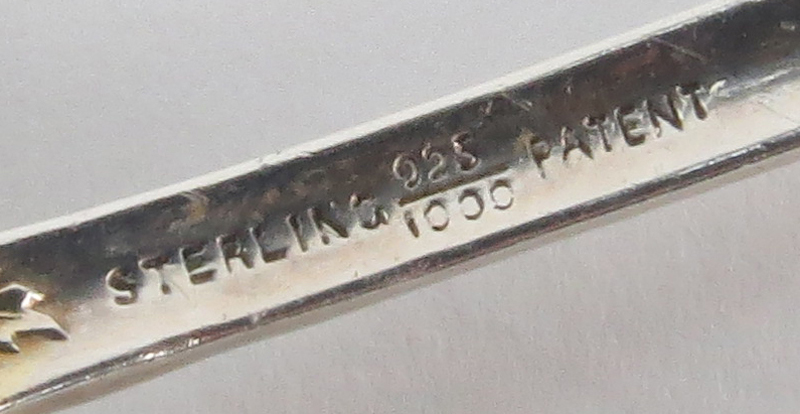 STERLING 925/1000 PATENT